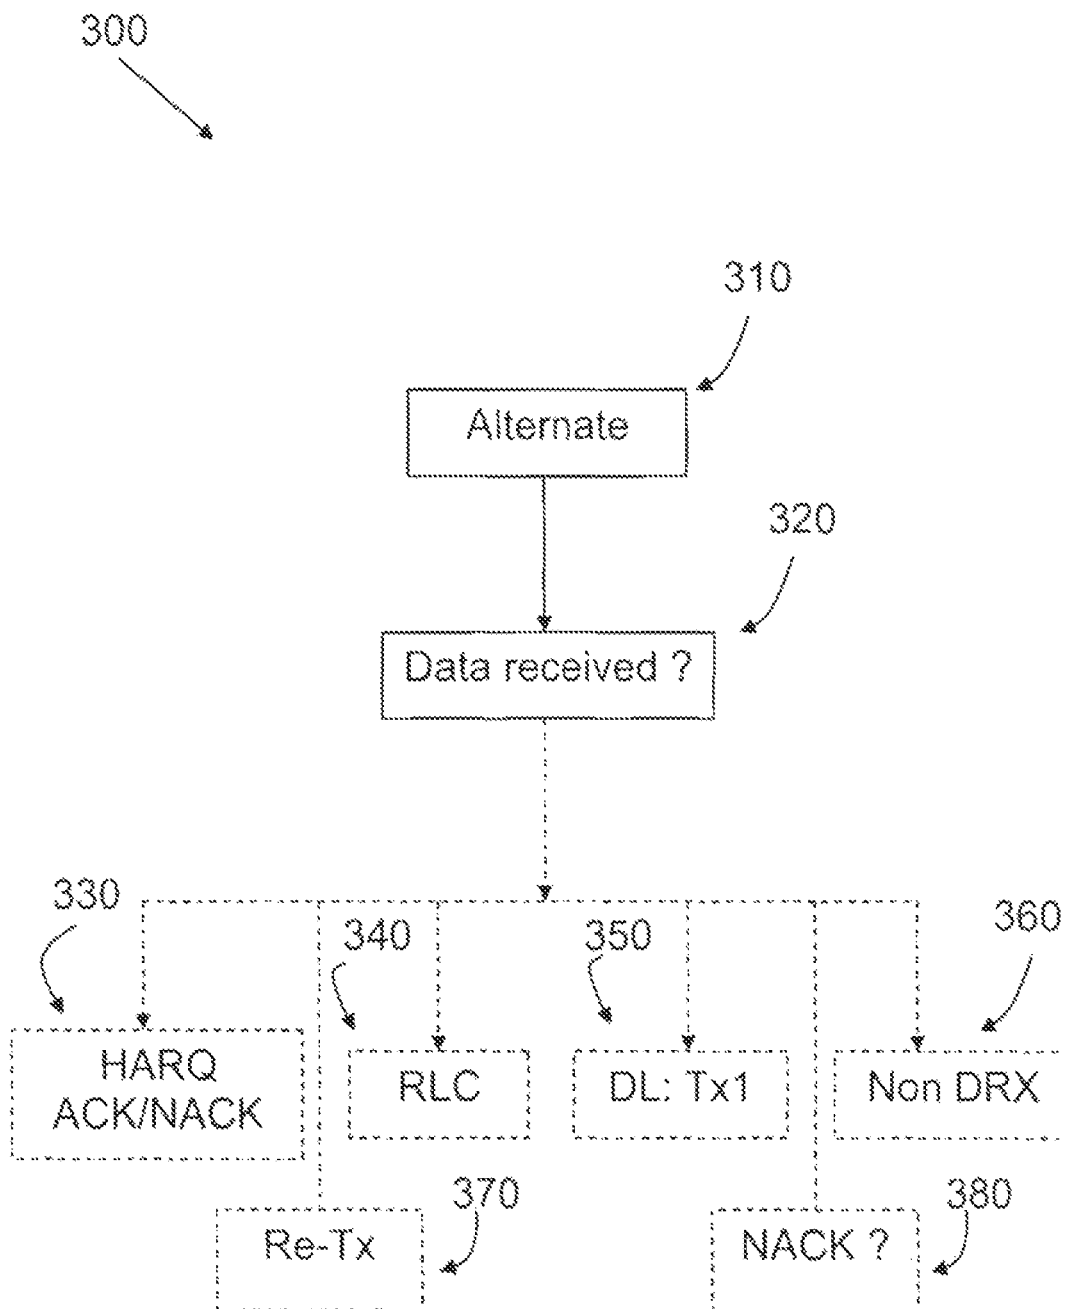 300
310
Alternate
320
Data received ?
330
340
350
360
HARQ
ACK/NACK
RLC
DL: Tx1
Non DRX
370
380
Re-Tx
NACK ?